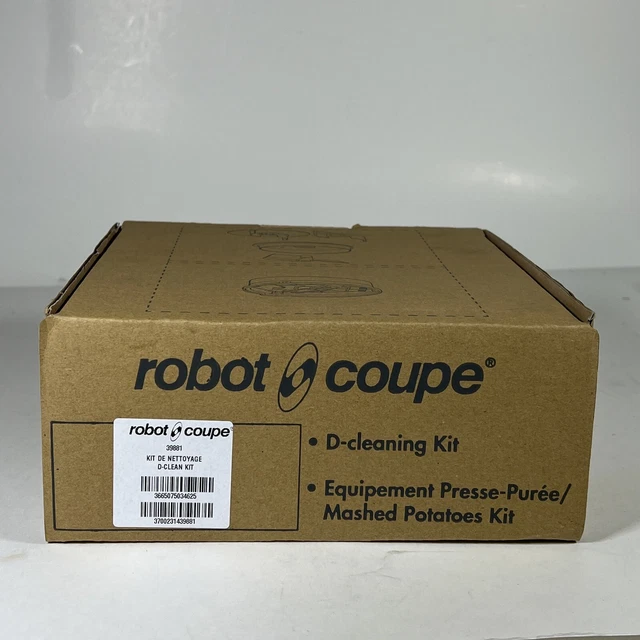 robot coupe®
robot coupe
39881
KIT DE NETTOYAGE
D-CLEAN KIT
3665075034625
3700231439881
• D-cleaning Kit
• Equipement Presse-Purée/
Mashed Potatoes Kit